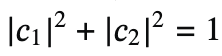 |c₁|² + |c₂|² = 1